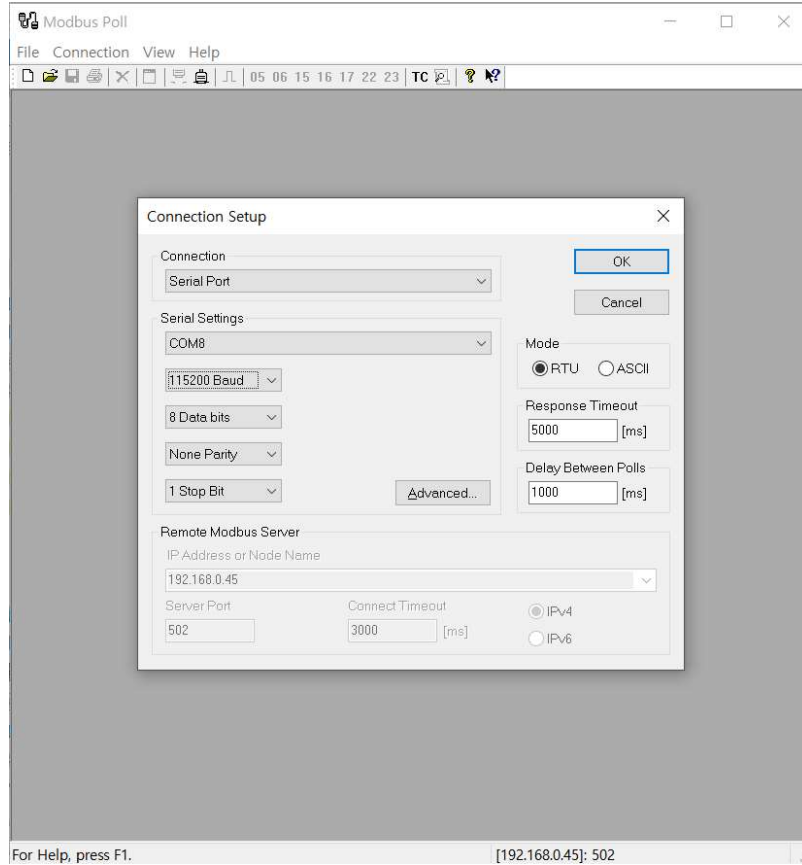 Modbus Poll
File Connection View Help
05 06 15 16 17 22 23 TC
Connection Setup
Connection
Serial Port
OK
Cancel
Serial Settings
COM8
115200 Baud
8 Data bits
None Parity
1 Stop Bit
Advanced...
Mode
RTU ASCII
Response Timeout
5000 [ms]
Delay Between Polls
1000 [ms]
Remote Modbus Server
IP Address or Node Name
192.168.0.45
Server Port Connect Timeout
502 3000 [ms]
IPv4
IPv6
For Help, press F1. [192.168.0.45]: 502